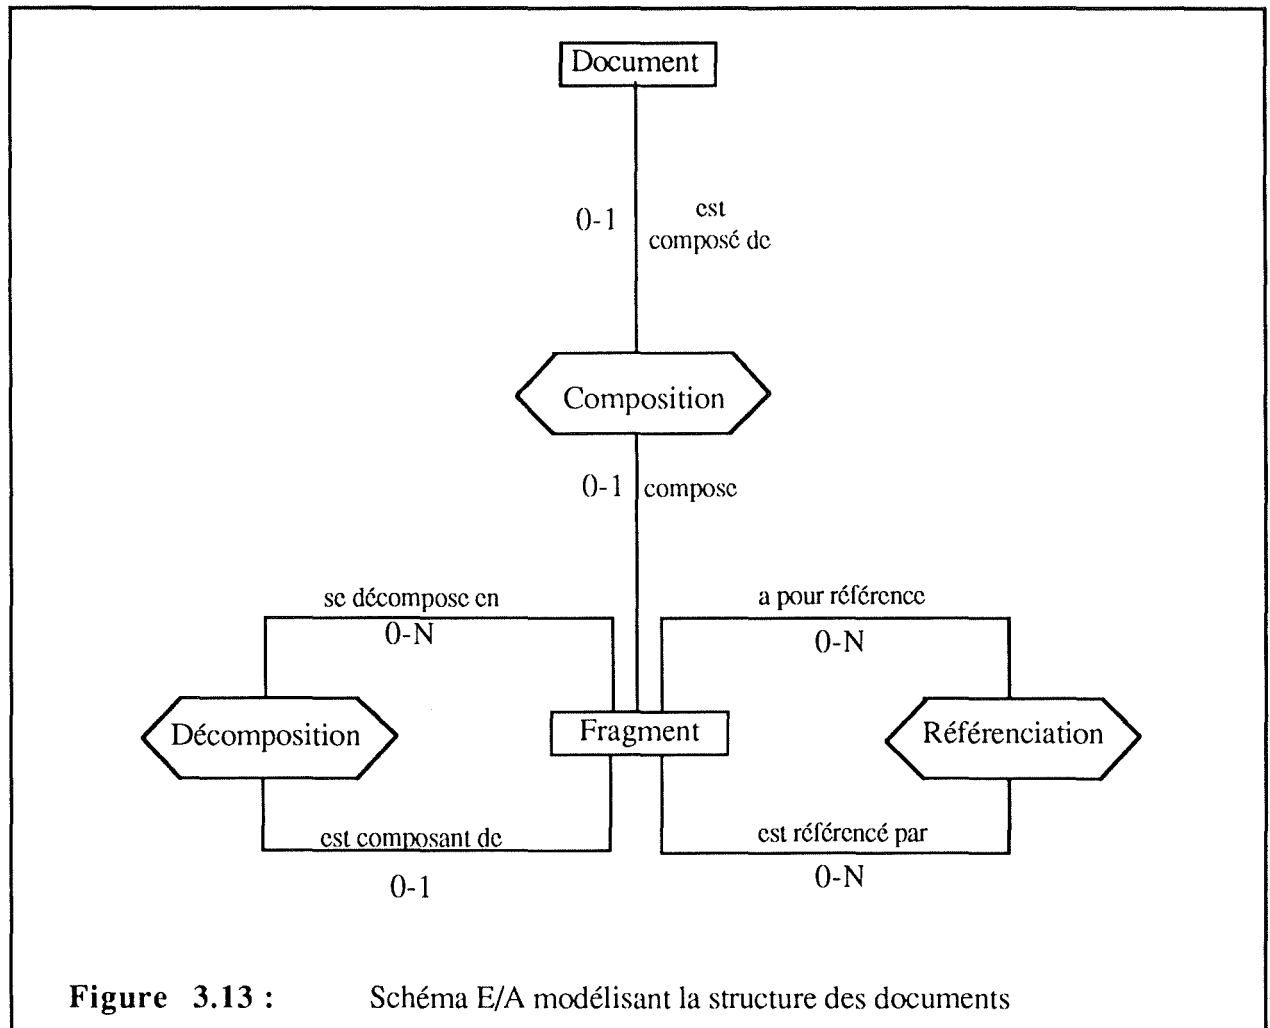 Document
0-1
est
composé de
Composition
0-1 compose
se décompose en
0-N
a pour référence
0-N
Décomposition
Fragment
Référenciation
est composant de
0-1
est référencé par
0-N
Figure 3.13 : Schéma E/A modélisant la structure des documents